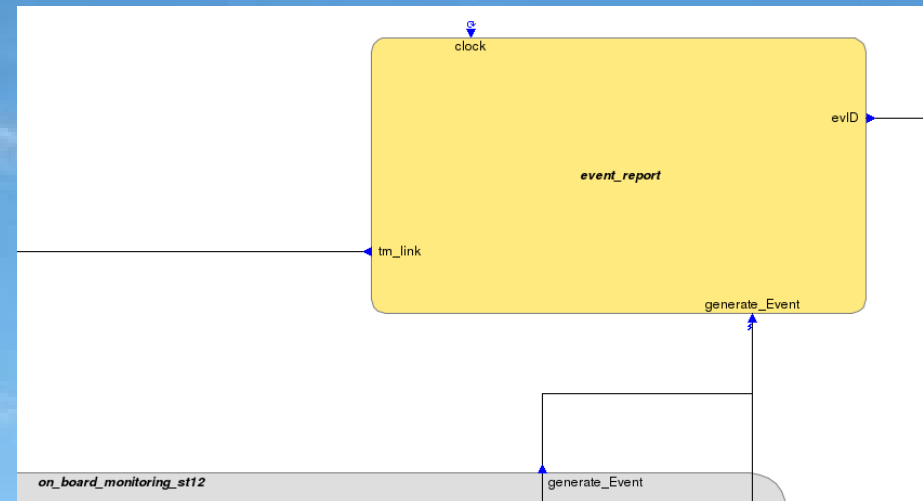 clock
evID
event_report
tm_link
generate_Event
on_board_monitoring_st12
generate_Event